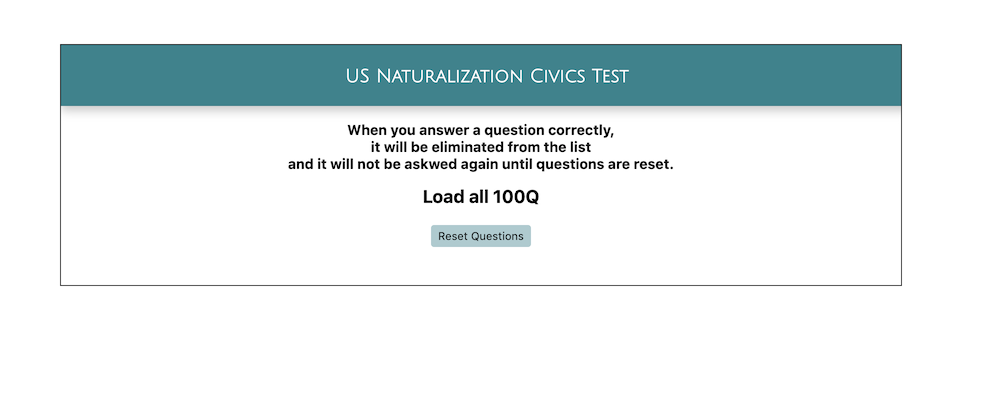 US Naturalization Civics Test
When you answer a question correctly,
it will be eliminated from the list
and it will not be askwed again until questions are reset.
Load all 100Q
Reset Questions